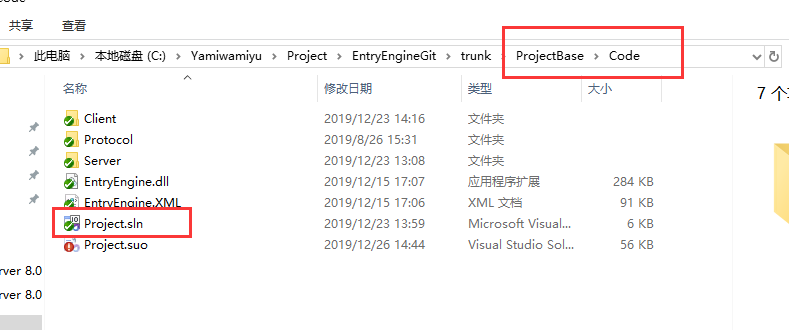 共享 查看
此电脑 本地磁盘 (C:) Yamiwamiyu Project EntryEngineGit trunk ProjectBase Code
名称 修改日期 类型 大小
Client 2019/12/23 14:16 文件夹
Protocol 2019/8/26 15:31 文件夹
Server 2019/12/23 13:08 文件夹
EntryEngine.dll 2019/12/15 17:07 应用程序扩展 284 KB
EntryEngine.XML 2019/12/15 17:06 XML 文档 91 KB
Project.sln 2019/12/23 13:59 Microsoft Visual... 6 KB
Project.suo 2019/12/26 14:44 Visual Studio Sol... 56 KB
7 个
rver 8.0
rver 8.0